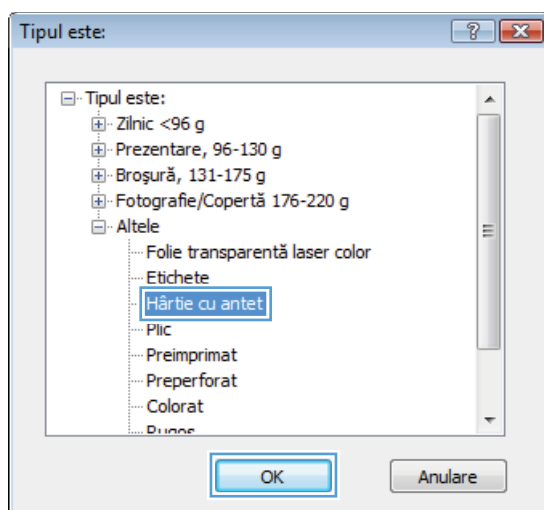 Tipul este:
Tipul este:
Zilnic <96 g
Prezentare, 96-130 g
Broşură, 131-175 g
Fotografie/Copertă 176-220 g
Altele
Folie transparentă laser color
Etichete
Hârtie cu antet
Plic
Preimprimat
Preperforat
Colorat
Rugos
OK
Anulare